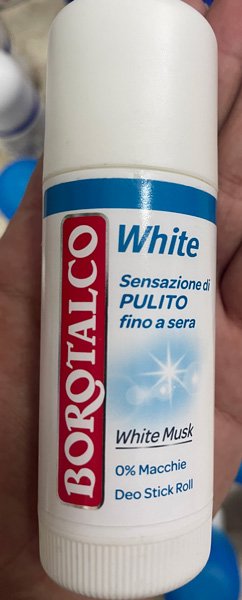 BOROTALCO
White
Sensazione di
PULITO
fino a sera
White Musk
0% Macchie
Deo Stick Roll